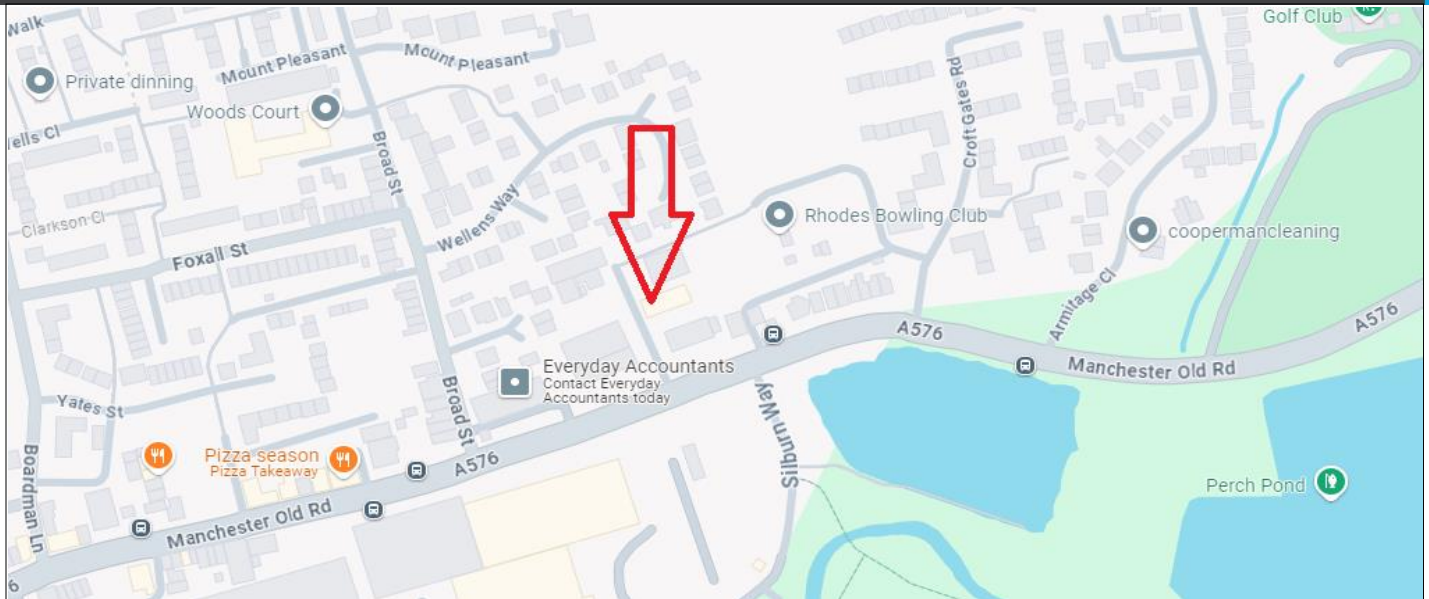 Walk
Golf Club
Mount Pleasant
Mount Pleasant
Private dinning
Woods Court
Broad St
Croft Gates Rd
Clarkson Cl
Wellens Way
Rhodes Bowling Club
coopermancleaning
Foxall St
Armitage Cl
A576
A576
Manchester Old Rd
Everyday Accountants
Contact Everyday
Accountants today
Broad St
Yates St
Silburn Way
Pizza season
Pizza Takeaway
A576
Boardman Ln
Perch Pond
Manchester Old Rd
6